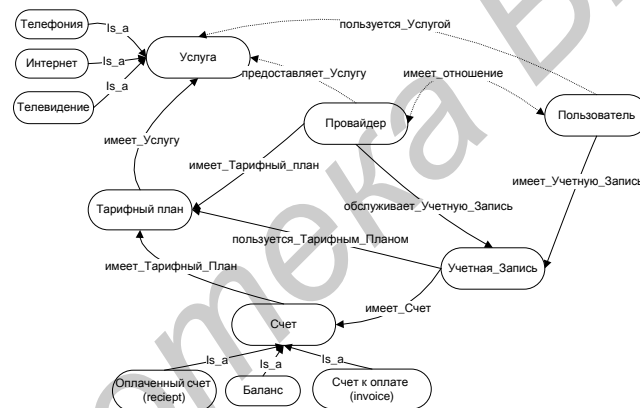 Телефония
Is_a
пользуется_Услугой
Интернет
Is_a
Услуга
Is_a
предоставляет_Услугу
имеет_отношение
Телевидение
Провайдер
Пользователь
имеет_Услугу
имеет_Тарифный_план
имеет_Учетную_Запись
Тарифный план
обслуживает_Учетную_Запись
пользуется_Тарифным_Планом
имеет_Тарифный_План
Учетная_Запись
имеет_Счет
Счет
Is_a
Is_a
Is_a
Оплаченный счет
(reciept)
Баланс
Счет к оплате
(invoice)